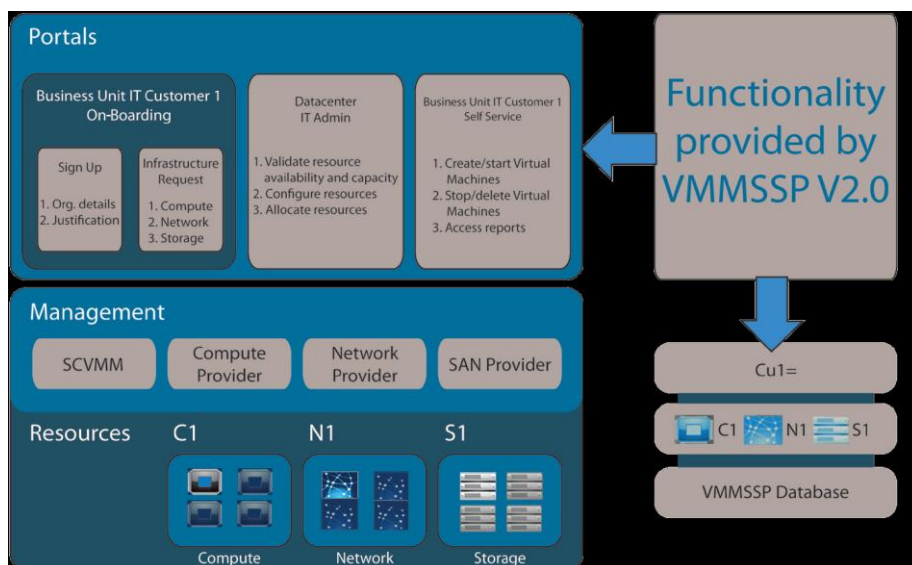 Portals
Business Unit IT Customer 1
On-Boarding
Sign Up
1. Org. details
2. Justification
Infrastructure
Request
1. Compute
2. Network
3. Storage
Datacenter
IT Admin
1. Validate resource
availability and capacity
2. Configure resources
3. Allocate resources
Business Unit IT Customer 1
Self Service
1. Create/start Virtual
Machines
2. Stop/delete Virtual
Machines
3. Access reports
Functionality
provided by
VMMSSP V2.0
Management
SCVMM
Compute
Provider
Network
Provider
SAN Provider
Resources
C1
N1
S1
Compute
Network
Storage
Cu1=
C1
N1
S1
VMMSSP Database